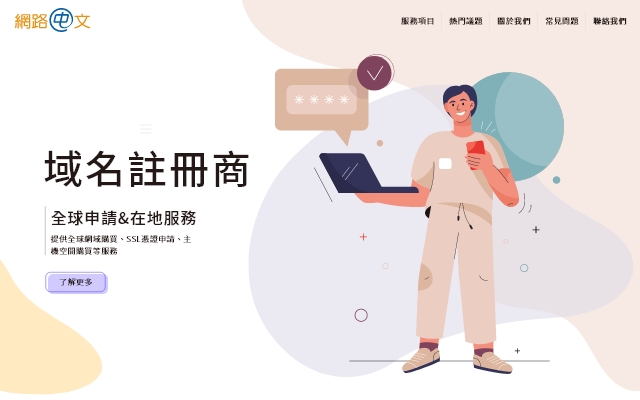 網路中文
服務項目 熱門議題 關於我們 常見問題 聯絡我們
****
域名註冊商
全球申請&在地服務
提供全球網域購買、SSL憑證申請、主
機空間購買等服務
了解更多